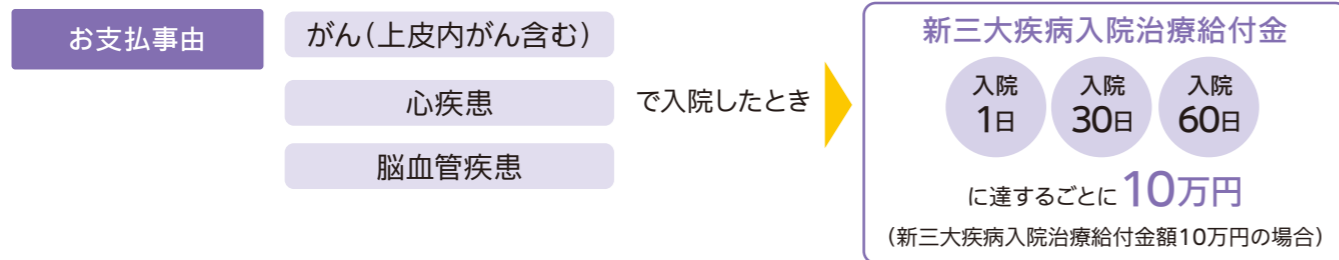 お支払事由
がん(上皮内がん含む)
心疾患
脳血管疾患
で入院したとき
新三大疾病入院治療給付金
入院
1日
入院
30日
入院
60日
に達するごとに10万円
(新三大疾病入院治療給付金額10万円の場合)